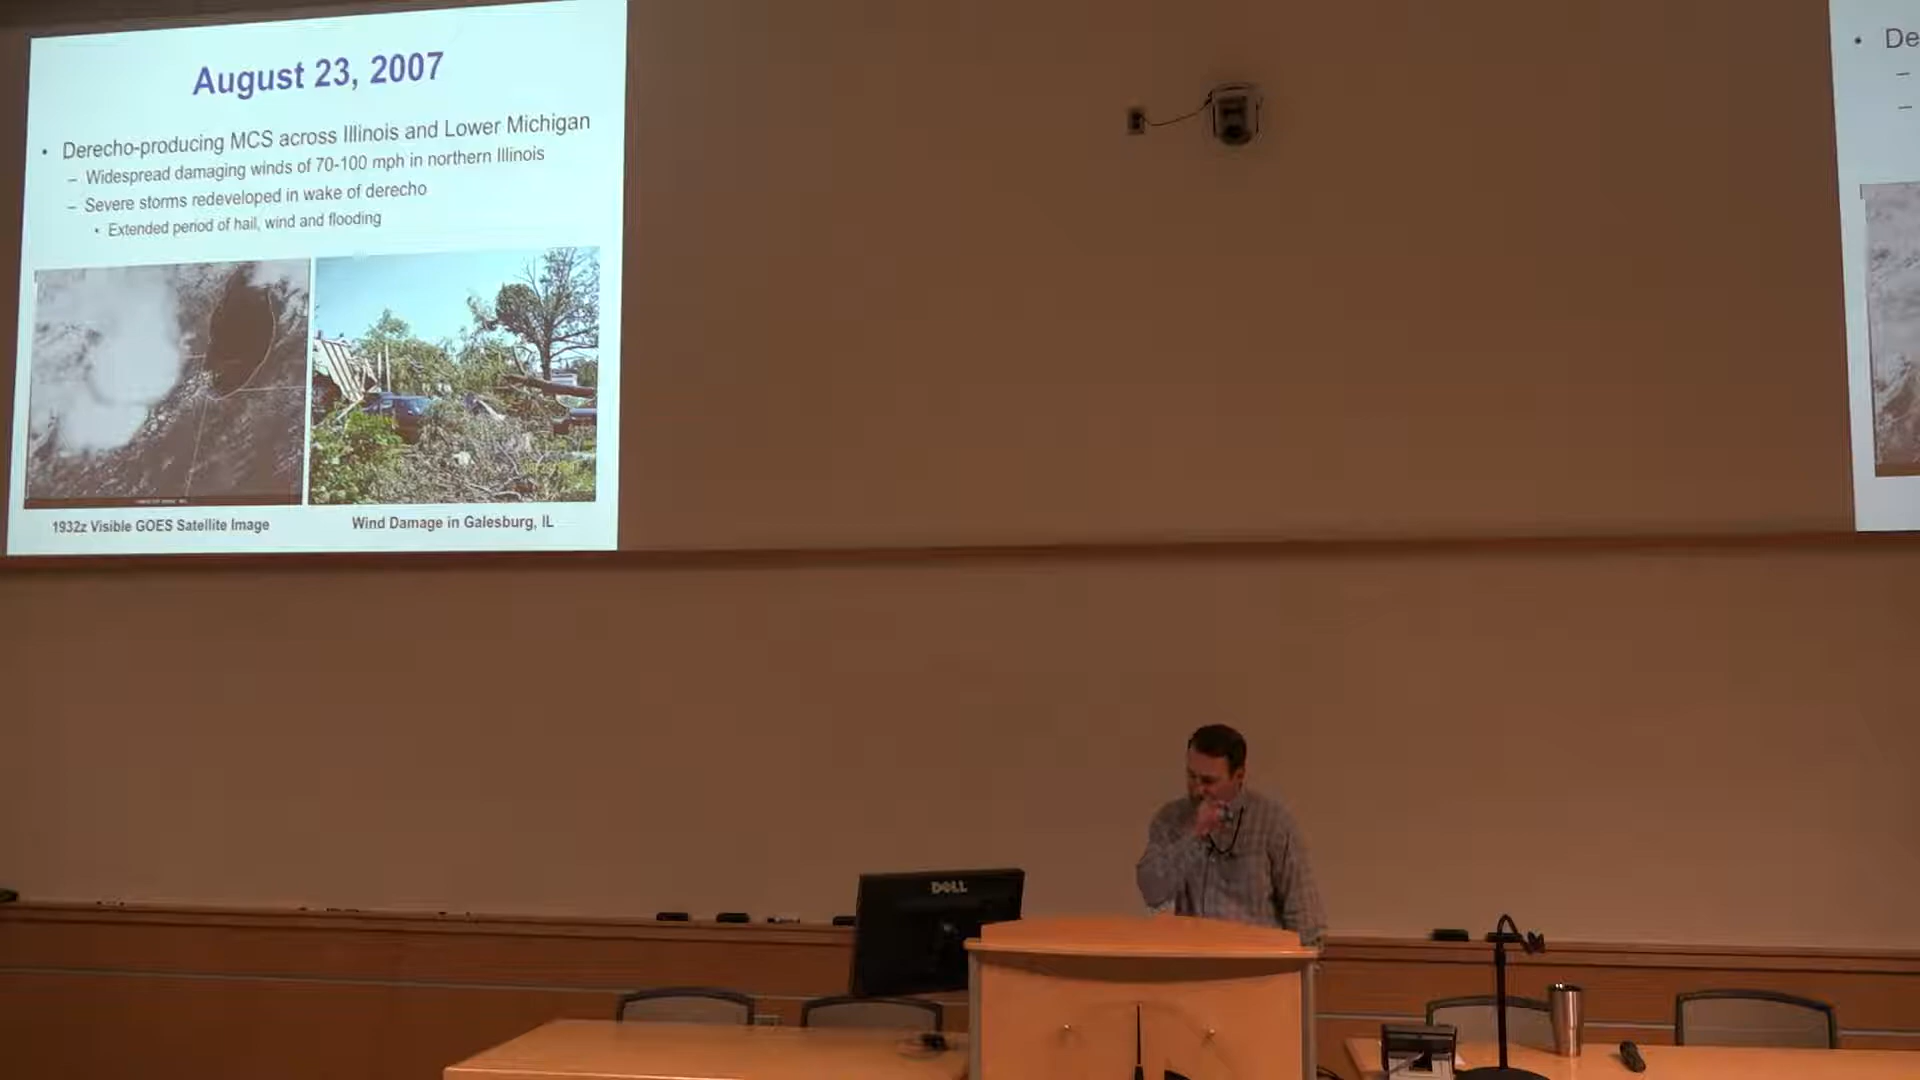 August 23, 2007
• Derecho-producing MCS across Illinois and Lower Michigan
– Widespread damaging winds of 70-100 mph in northern Illinois
– Severe storms redeveloped in wake of derecho
• Extended period of hail, wind and flooding
1932z Visible GOES Satellite Image
Wind Damage in Galesburg, IL
• De
–
–
DELL